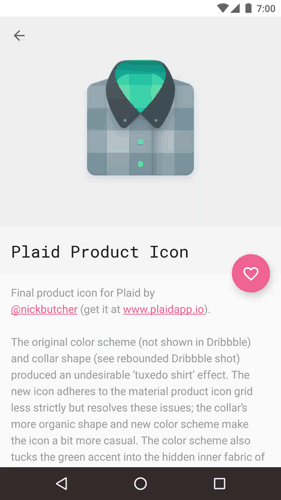 7:00
Plaid Product Icon
Final product icon for Plaid by
@nickbutcher (get it at www.plaidapp.io).
The original color scheme (not shown in Dribbble)
and collar shape (see rebounded Dribbble shot)
produced an undesirable ‘tuxedo shirt’ effect. The
new icon adheres to the material product icon grid
less strictly but resolves these issues; the collar’s
more organic shape and new color scheme make
the icon a bit more casual. The color scheme also
tucks the green accent into the hidden inner fabric of